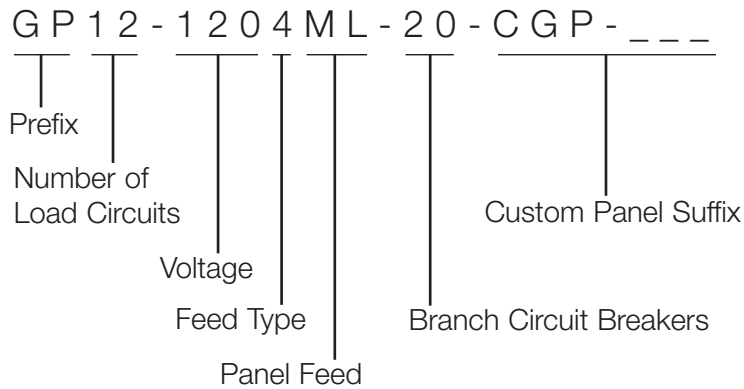 GP12-1204ML-20-CGP-___
Prefix
Number of
Load Circuits
Custom Panel Suffix
Voltage
Feed Type
Branch Circuit Breakers
Panel Feed